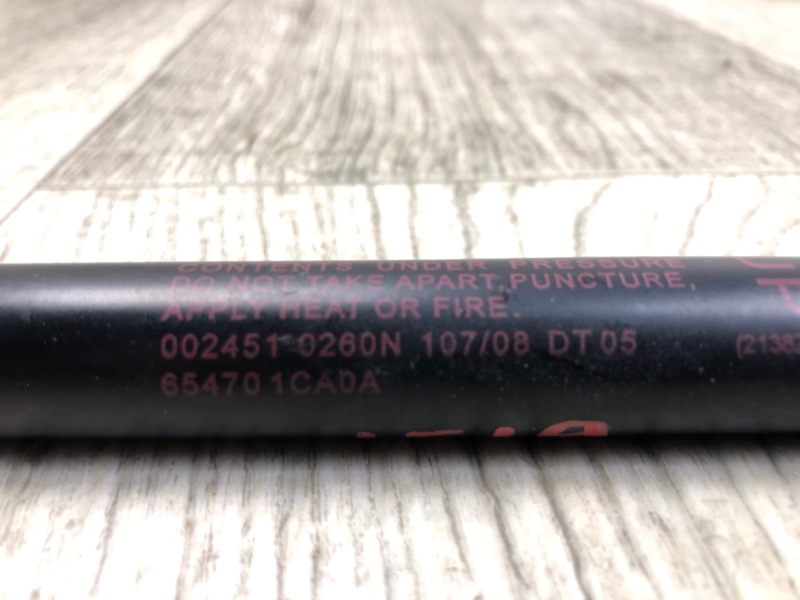 CONTENTS UNDER PRESSURE
DO NOT TAKE APART, PUNCTURE,
APPLY HEAT OR FIRE.
002451 0260N 107/08 DT05
65470 1CA0A
(21382